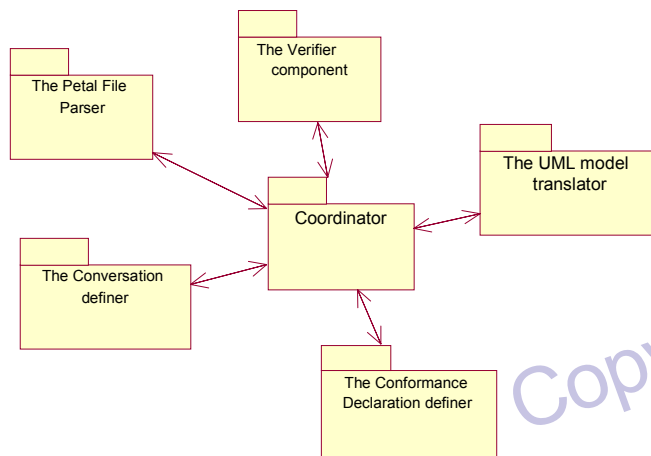 The Verifier
component
The Petal File
Parser
The UML model
translator
Coordinator
The Conversation
definer
The Conformance
Declaration definer
Copy